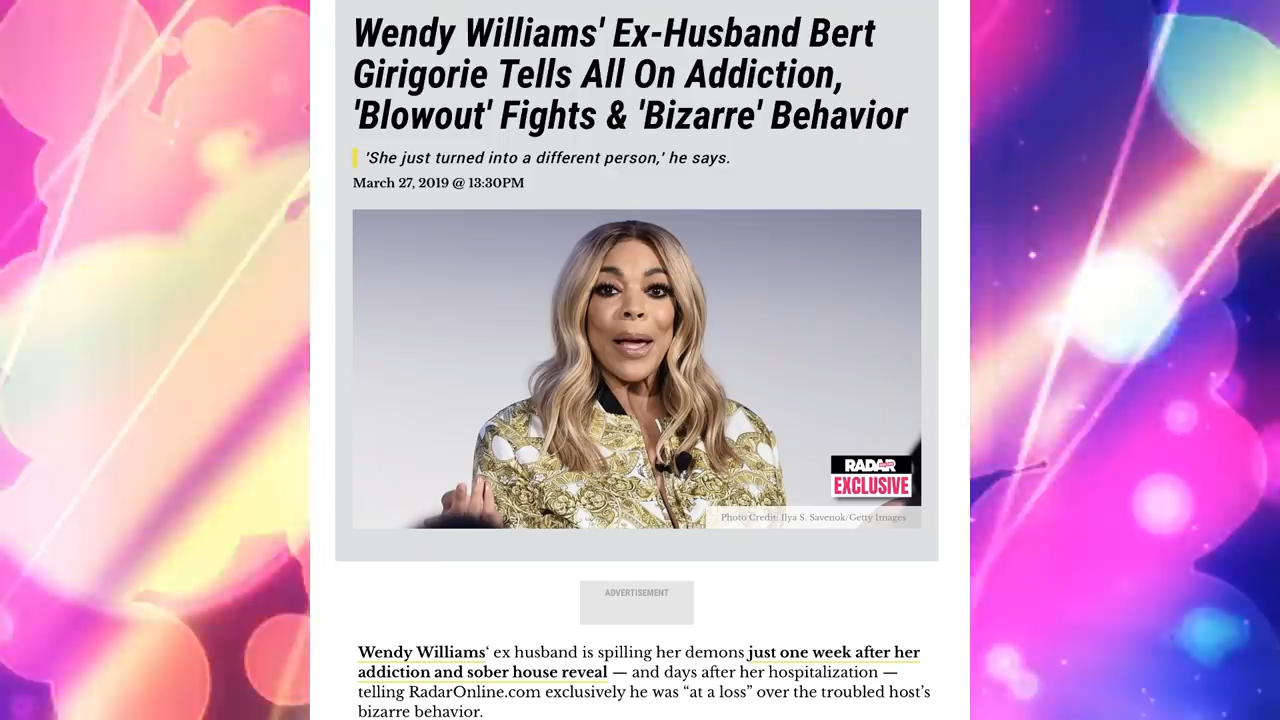 Wendy Williams' Ex-Husband Bert
Girigorie Tells All On Addiction,
'Blowout' Fights & 'Bizarre' Behavior
'She just turned into a different person,' he says.
March 27, 2019 @ 13:30PM
RADAR
EXCLUSIVE
Photo Credit: Ilya S. Savenok/Getty Images
ADVERTISEMENT
Wendy Williams‘ ex husband is spilling her demons just one week after her
addiction and sober house reveal — and days after her hospitalization —
telling RadarOnline.com exclusively he was “at a loss” over the troubled host’s
bizarre behavior.